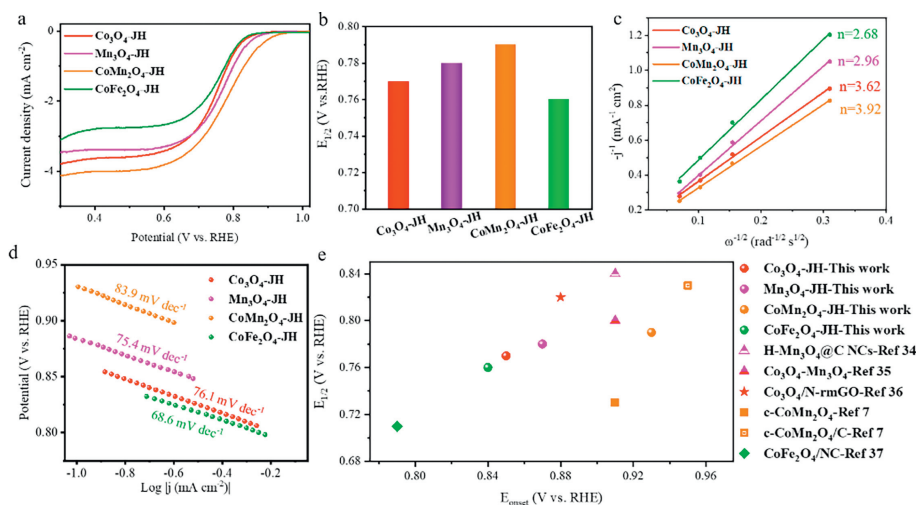 a
Co₃O₄-JH
Mn₃O₄-JH
CoMn₂O₄-JH
CoFe₂O₄-JH
0
-1
-4
Current density (mA cm⁻²)
0.4
0.6
0.8
1.0
Potential (V vs. RHE)
b
0.80
0.78
0.76
0.74
0.72
0.70
E₁/₂ (V vs.RHE)
Co₃O₄-JH
Mn₃O₄-JH
CoMn₂O₄-JH
CoFe₂O₄-JH
c
Co₃O₄-JH
Mn₃O₄-JH
CoMn₂O₄-JH
CoFe₂O₄-JH
n=2.68
n=2.96
n=3.62
n=3.92
1.2
1.0
0.8
0.6
0.4
0.2
-j⁻¹ (mA⁻¹ cm²)
0.0
0.1
0.2
0.3
0.4
ω⁻¹/² (rad⁻¹/² s¹/²)
d
0.95
0.90
0.85
0.80
Potential (V vs. RHE)
83.9 mV dec⁻¹
75.4 mV dec⁻¹
76.1 mV dec⁻¹
68.6 mV dec⁻¹
Co₃O₄-JH
Mn₃O₄-JH
CoMn₂O₄-JH
CoFe₂O₄-JH
-1.0
-0.8
-0.6
-0.4
-0.2
Log |j (mA cm⁻²)|
e
0.84
0.80
0.76
0.72
0.68
E₁/₂ (V vs. RHE)
0.80
0.84
0.88
0.92
0.96
Eonset (V vs. RHE)
Co₃O₄-JH-This work
Mn₃O₄-JH-This work
CoMn₂O₄-JH-This work
CoFe₂O₄-JH-This work
H-Mn₃O₄@C NCs-Ref 34
Co₃O₄-Mn₃O₄-Ref 35
Co₃O₄/N-rmGO-Ref 36
c-CoMn₂O₄-Ref 7
c-CoMn₂O₄/C-Ref 7
CoFe₂O₄/NC-Ref 37